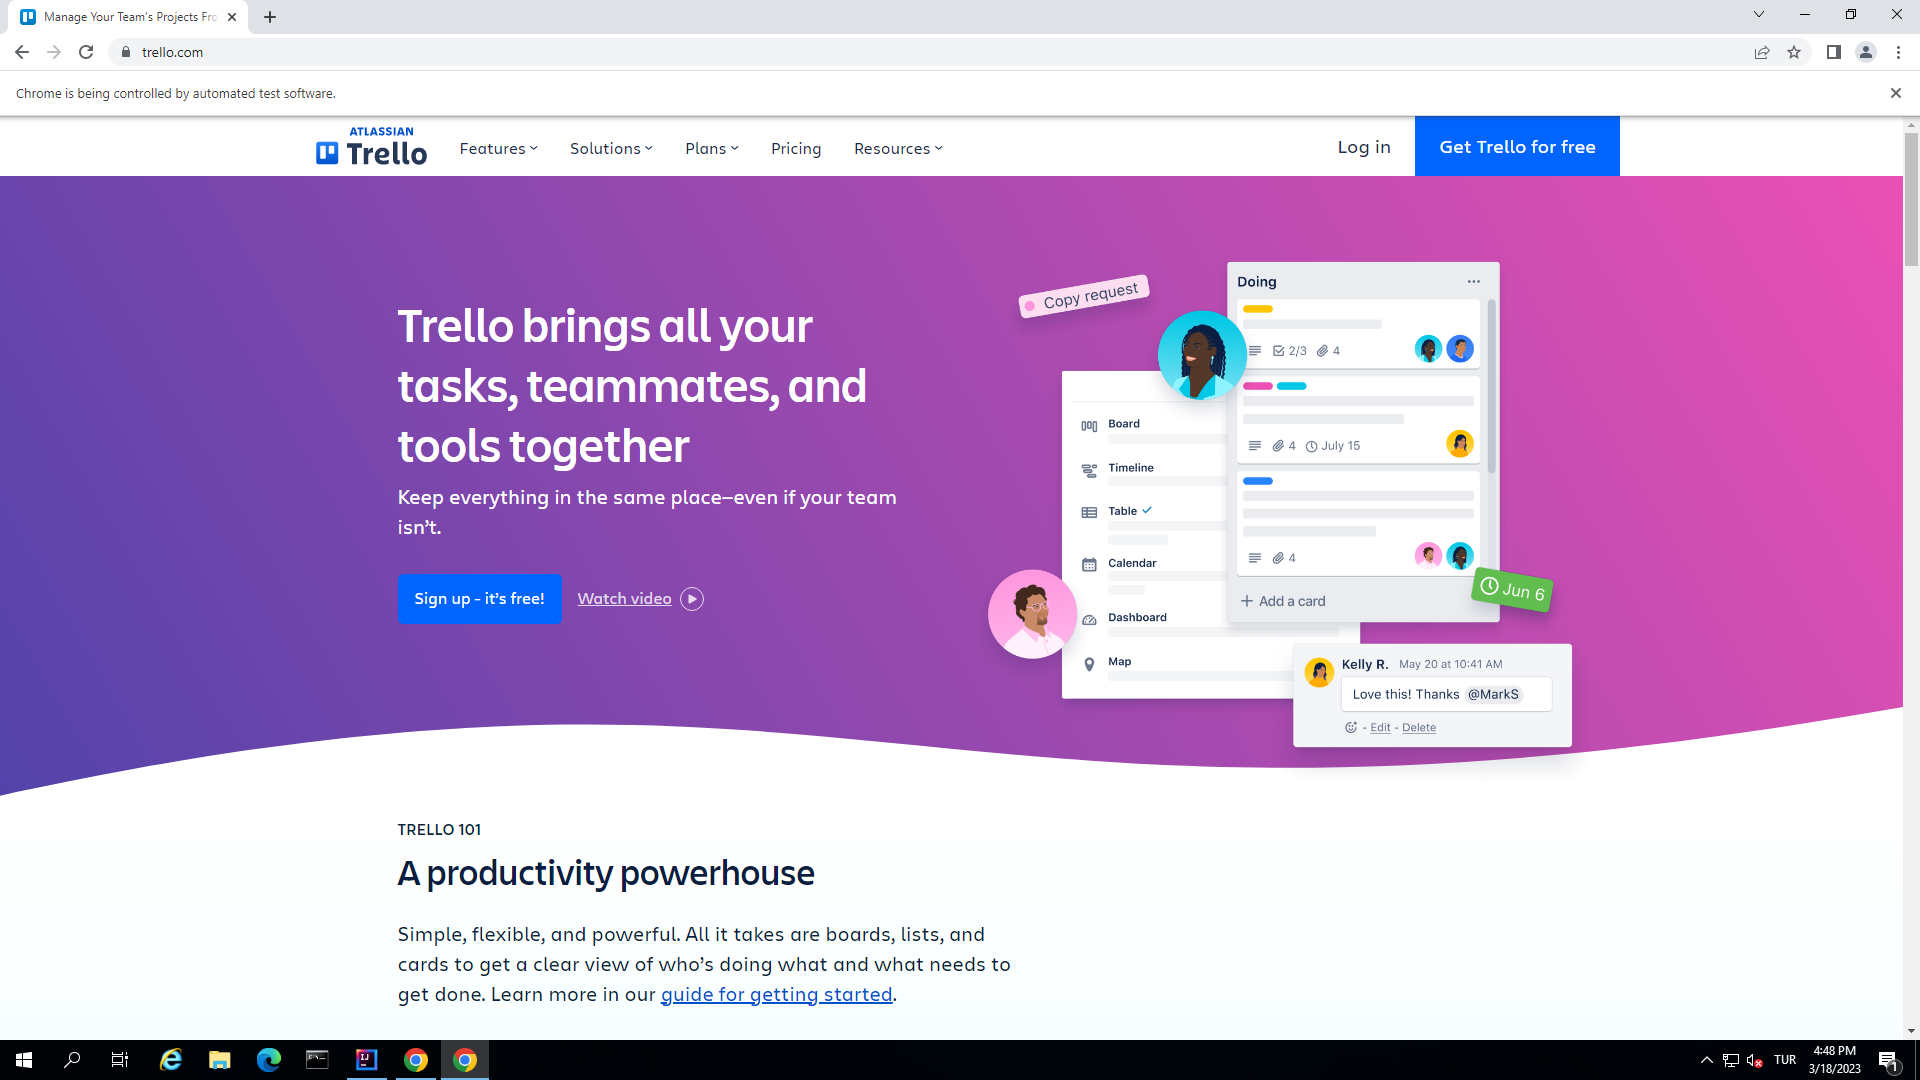 Manage Your Team's Projects Fro
trello.com
Chrome is being controlled by automated test software.
ATLASSIAN
Trello
Features
Solutions
Plans
Pricing
Resources
Log in
Get Trello for free
Trello brings all your
tasks, teammates, and
tools together
Keep everything in the same place—even if your team
isn't.
Sign up - it's free!
Watch video
Copy request
Doing
2/3
4
4
July 15
4
Add a card
Board
Timeline
Table
Calendar
Dashboard
Map
Jun 6
Kelly R. May 20 at 10:41 AM
Love this! Thanks @MarkS
- Edit - Delete
TRELLO 101
A productivity powerhouse
Simple, flexible, and powerful. All it takes are boards, lists, and
cards to get a clear view of who's doing what and what needs to
get done. Learn more in our guide for getting started.
TUR
4:48 PM
3/18/2023
1